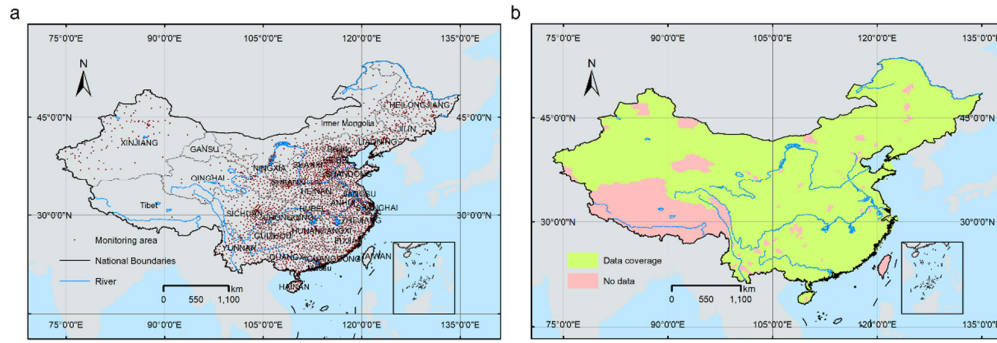 a
75°0'0"E 90°0'0"E 105°0'0"E 120°0'0"E 135°0'0"E
N
45°0'0"N
30°0'0"N
HEILONGJIANG
Inner Mongolia
JILIN
LIAONING
XINJIANG
GANSU
Beijing
NINGXIA
SHANXI
SHANDONG
QINGHAI
HENAN
JIANGSU
Tibet
SICHUAN
HUBEI
ANHUI
SHANGHAI
CHONGQING
ZHEJIANG
HUNAN
JIANGXI
GUIZHOU
FUJIAN
YUNNAN
GUANGXI
GUANGDONG
TAIWAN
HAINAN
Monitoring area
National Boundaries
River
km
0 550 1,100
75°0'0"E 90°0'0"E 105°0'0"E 120°0'0"E 135°0'0"E
b
75°0'0"E 90°0'0"E 105°0'0"E 120°0'0"E 135°0'0"E
N
45°0'0"N 45°0'0"N
30°0'0"N 30°0'0"N
Data coverage
No data
km
0 550 1,100
75°0'0"E 90°0'0"E 105°0'0"E 120°0'0"E 135°0'0"E